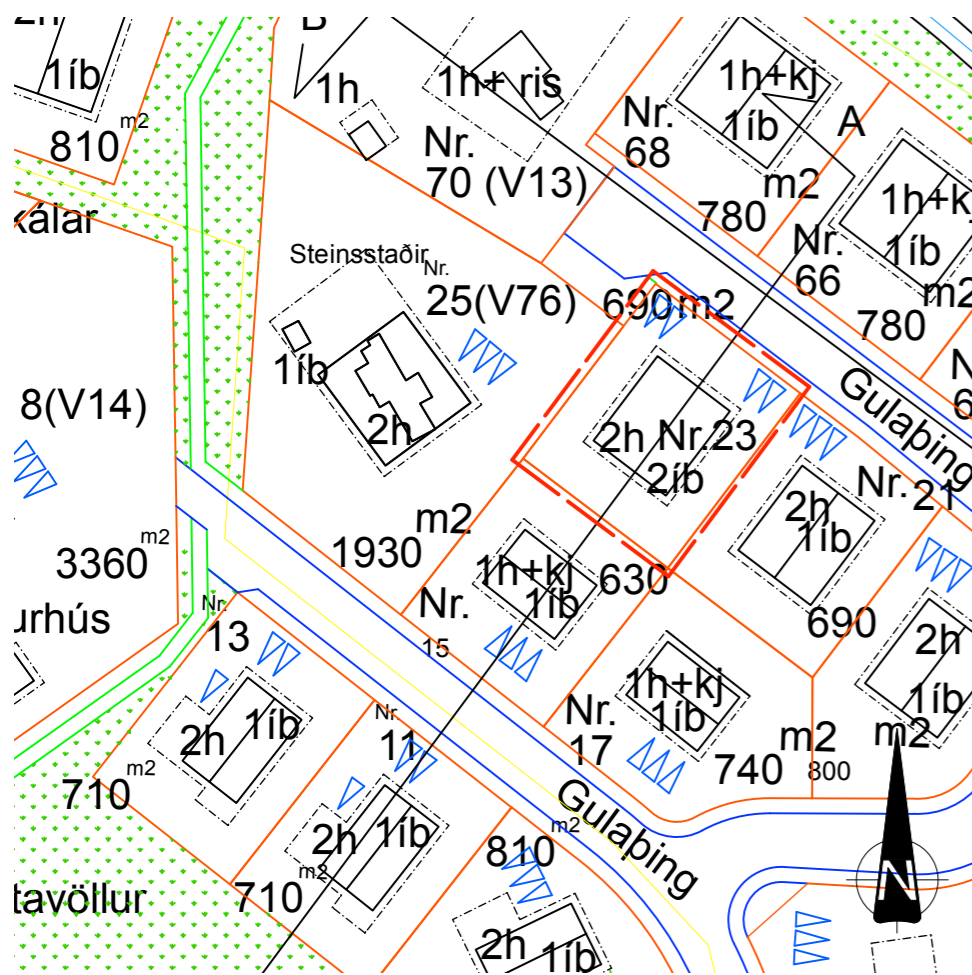 2h
1íb
810 m2
B
1h
1h+ ris
Nr.
70 (V13)
1h+kj
1íb
Nr.
68
A
780 m2
1h+kj
1íb
Nr.
66
m2
780
kálar
Steinsstaðir
Nr.
25(V76)
690 m2
1íb
2h
8(V14)
Gulaþing
2h Nr.23
2íb
Nr. 21
2h
1íb
m2
1930
3360 m2
1h+kj
1íb
630
Nr.
15
690
urhús
Nr.
13
2h
1íb
m2
1h+kj
1íb
Nr.
17
m2
740
800
2h
1íb
Nr
11
710 m2
Gulaþing
2h
1íb
810 m2
710 m2
tavöllur
N
2h
1íb